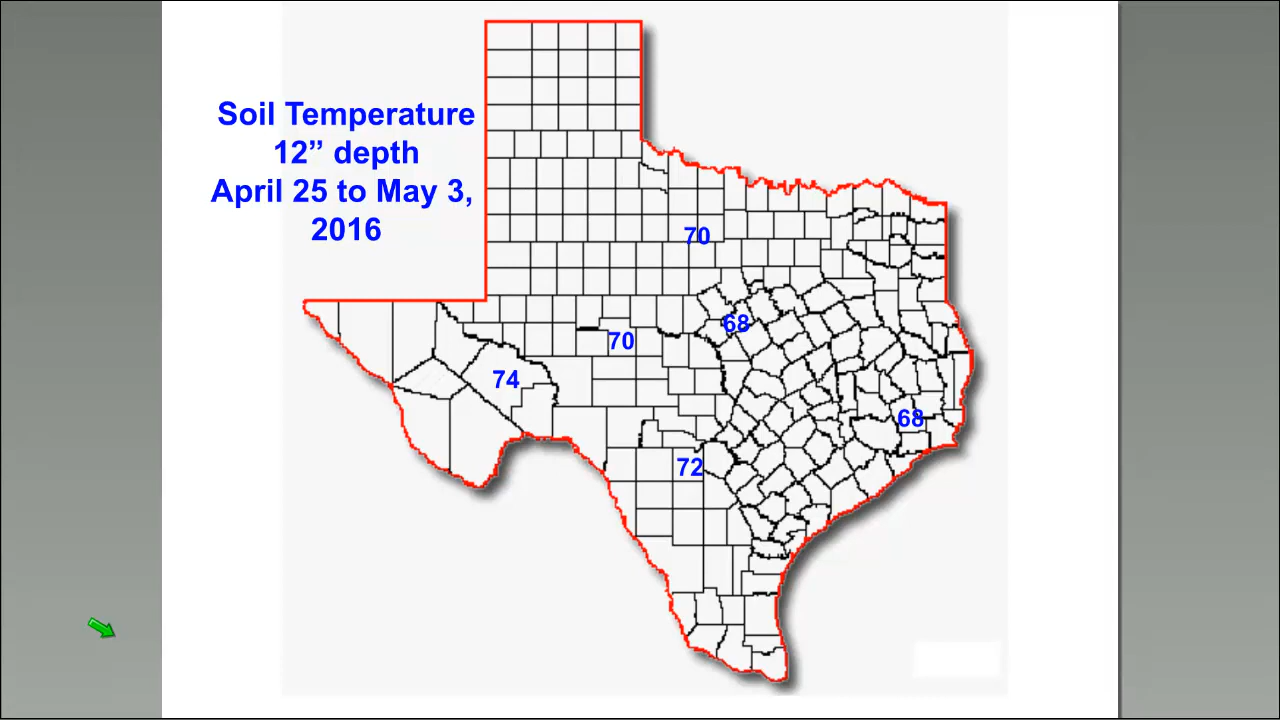 Soil Temperature
12” depth
April 25 to May 3,
2016
70
68
70
74
68
72